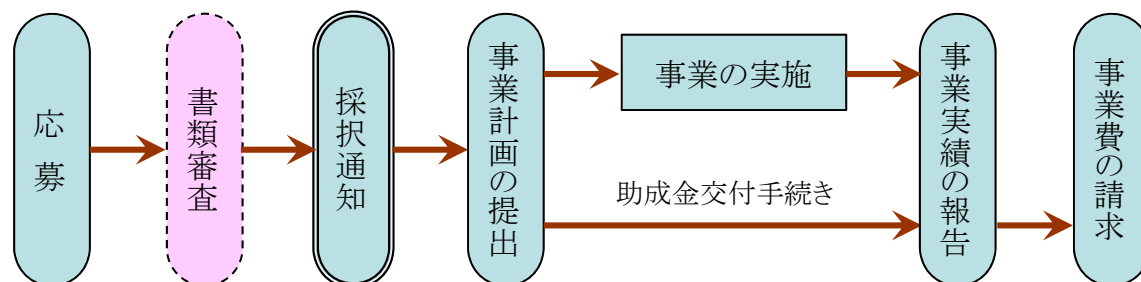 応募
書類審査
採択通知
事業計画の提出
事業の実施
助成金交付手続き
事業実績の報告
事業費の請求